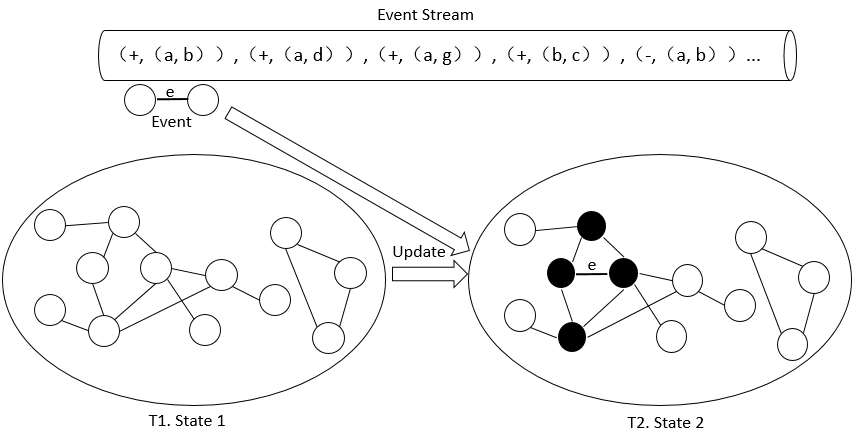 Event Stream
（+,（a, b）），（+,（a, d）），（+,（a, g）），（+,（b, c）），（-,（a, b））...
e
Event
Update
e
T1. State 1
T2. State 2